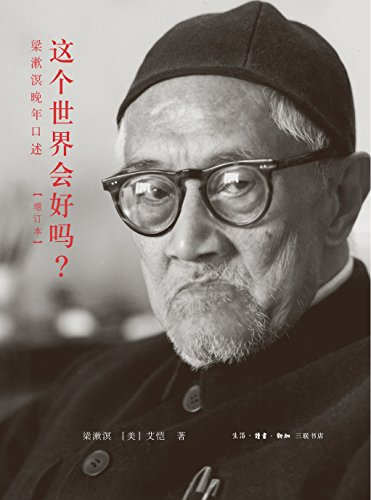 这个世界会好吗？
梁漱溟晚年口述
【增订本】
梁漱溟 [美]艾恺 著
生活·讀書·新知 三联书店